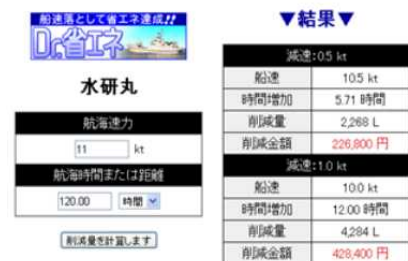 船速落として省エネ達成!!
Dr.省エネ
水研丸
航海速力
11 kt
航海時間または距離
120.00 時間
削減量を計算します
▼結果▼
減速:0.5 kt
船速 10.5 kt
時間増加 5.71 時間
削減量 2,268 L
削減金額 226,800 円
減速:1.0 kt
船速 10.0 kt
時間増加 12.00 時間
削減量 4,284 L
削減金額 428,400 円